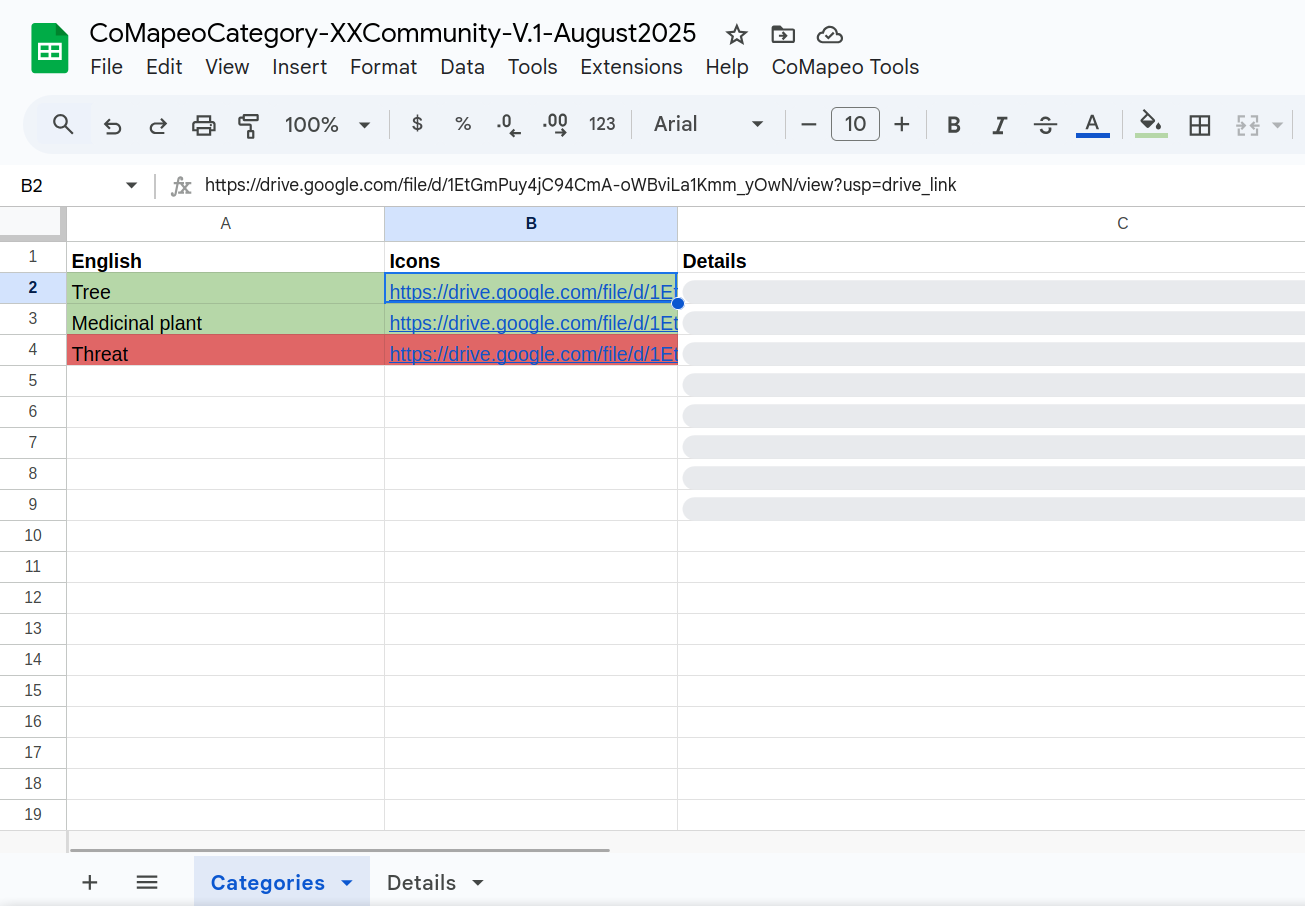 CoMapeoCategory-XXCommunity-V.1-August2025
File Edit View Insert Format Data Tools Extensions Help CoMapeo Tools
100% $ % .0 .00 123 Arial 10 B I S A
B2 fx https://drive.google.com/file/d/1EtGmPuy4jC94CmA-oWBviLa1Kmm_yOwN/view?usp=drive_link
A B C
1 English Icons Details
2 Tree https://drive.google.com/file/d/1Et
3 Medicinal plant https://drive.google.com/file/d/1Et
4 Threat https://drive.google.com/file/d/1Et
5
6
7
8
9
10
11
12
13
14
15
16
17
18
19
Categories Details